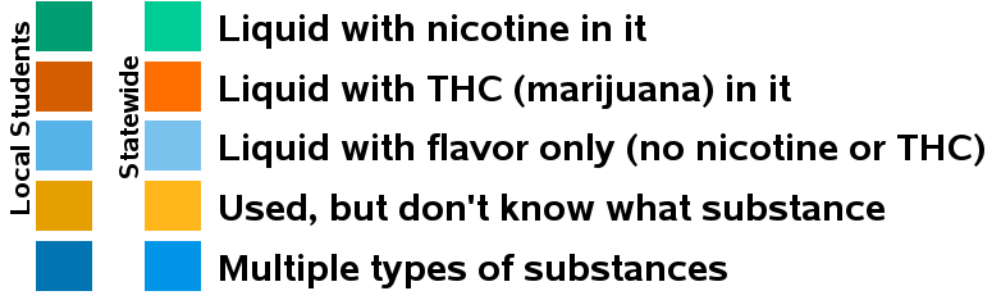 Local Students
Statewide
Liquid with nicotine in it
Liquid with THC (marijuana) in it
Liquid with flavor only (no nicotine or THC)
Used, but don't know what substance
Multiple types of substances